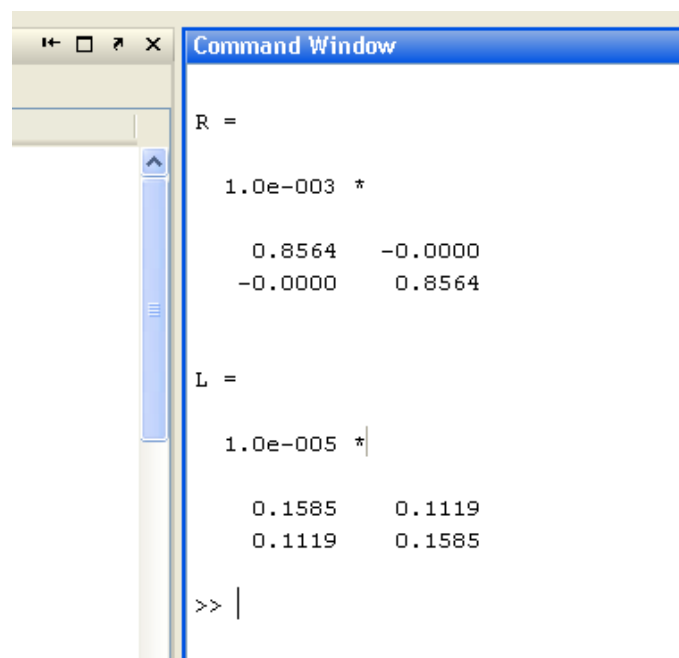 Command Window
R =
1.0e-003 *
0.8564 -0.0000
-0.0000 0.8564
L =
1.0e-005 *
0.1585 0.1119
0.1119 0.1585
>>